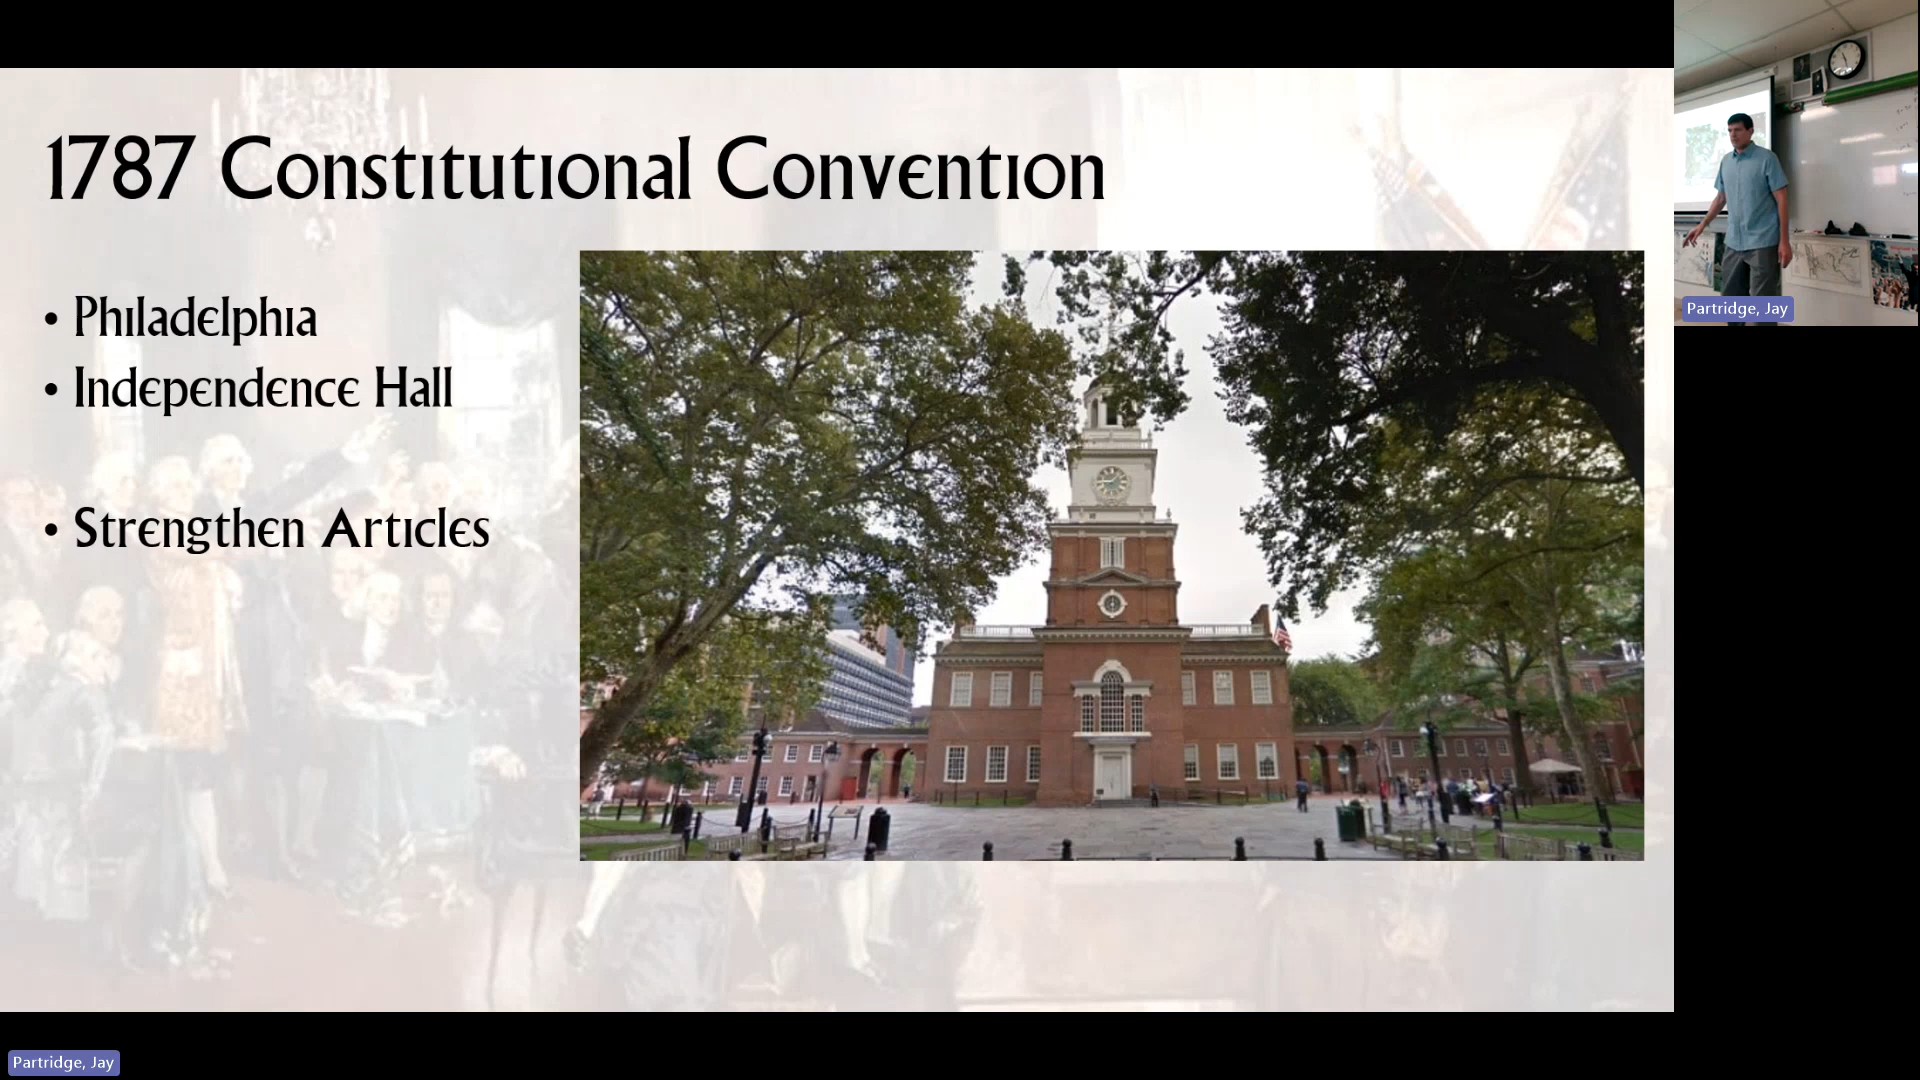 1787 Constitutional Convention
• Philadelphia
• Independence Hall
• Strengthen Articles
Partridge, Jay
Partridge, Jay